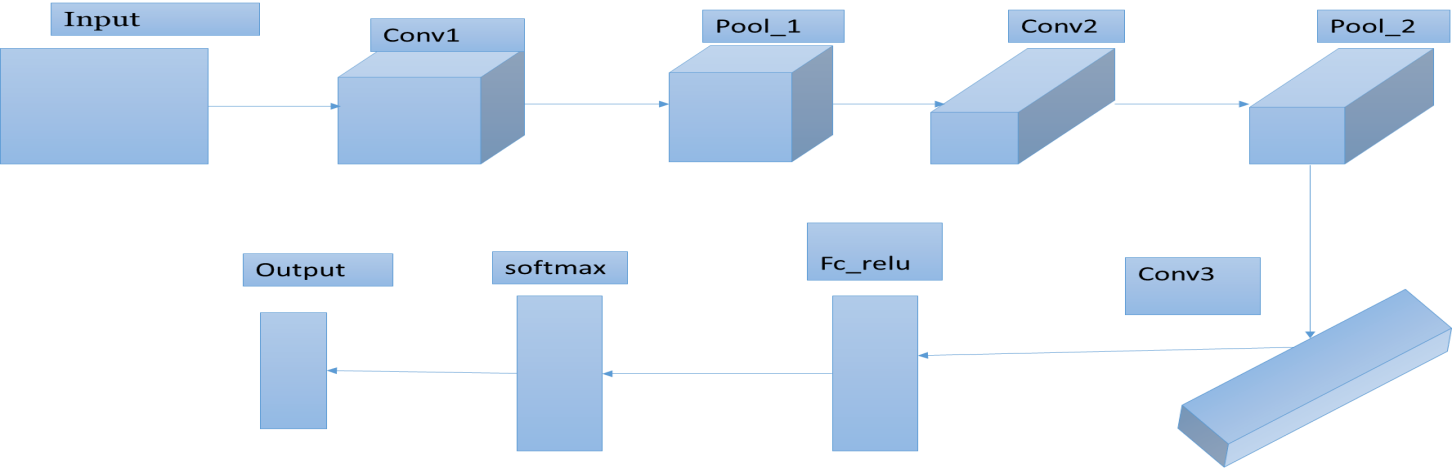 Input
Conv1
Pool_1
Conv2
Pool_2
Output
softmax
Fc_relu
Conv3